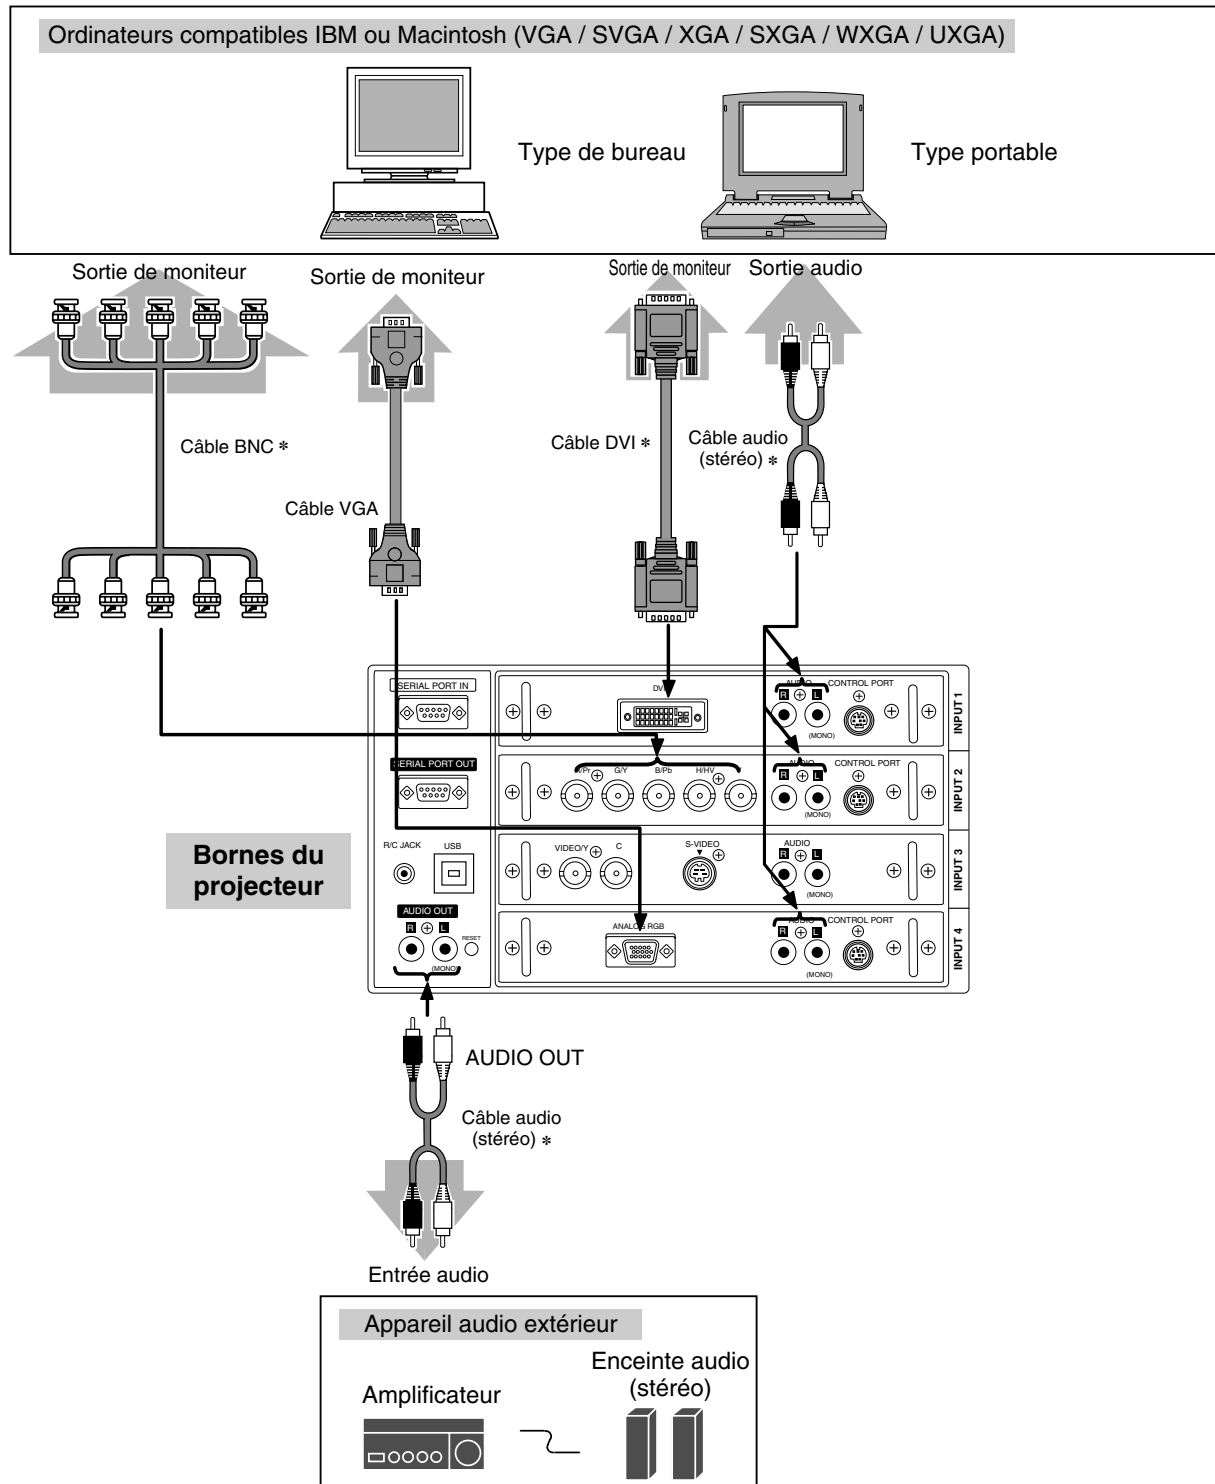 Ordinateurs compatibles IBM ou Macintosh (VGA / SVGA / XGA / SXGA / WXGA / UXGA)
Type de bureau
Type portable
Sortie de moniteur
Sortie de moniteur
Sortie de moniteur
Sortie audio
Câble BNC *
Câble VGA
Câble DVI *
Câble audio
(stéréo) *
SERIAL PORT IN
DVI
AUDIO
CONTROL PORT
R L
(MONO)
INPUT 1
SERIAL PORT OUT
G/Y
B/Pb
H/HV
AUDIO
CONTROL PORT
R L
(MONO)
INPUT 2
Bornes du
projecteur
R/C JACK
USB
VIDEO/Y
C
S-VIDEO
AUDIO
R L
(MONO)
INPUT 3
AUDIO OUT
R L
RESET
(MONO)
ANALOG RGB
AUDIO
CONTROL PORT
R L
(MONO)
INPUT 4
AUDIO OUT
Câble audio
(stéréo) *
Entrée audio
Appareil audio extérieur
Amplificateur
Enceinte audio
(stéréo)